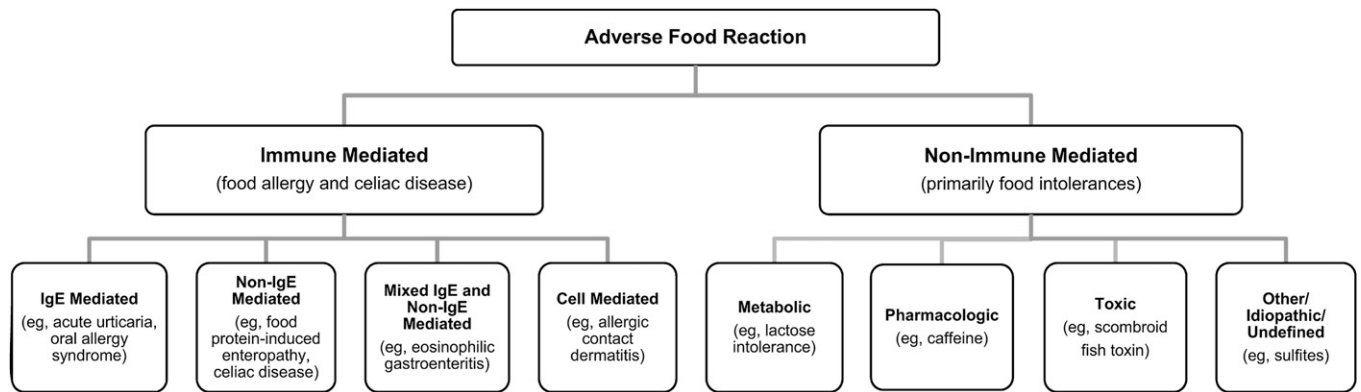 Adverse Food Reaction
Immune Mediated
(food allergy and celiac disease)
Non-Immune Mediated
(primarily food intolerances)
IgE Mediated
(eg, acute urticaria,
oral allergy
syndrome)
Non-IgE
Mediated
(eg, food
protein-induced
enteropathy,
celiac disease)
Mixed IgE and
Non-IgE
Mediated
(eg, eosinophilic
gastroenteritis)
Cell Mediated
(eg, allergic
contact
dermatitis)
Metabolic
(eg, lactose
intolerance)
Pharmacologic
(eg, caffeine)
Toxic
(eg, scombroid
fish toxin)
Other/
Idiopathic/
Undefined
(eg, sulfites)